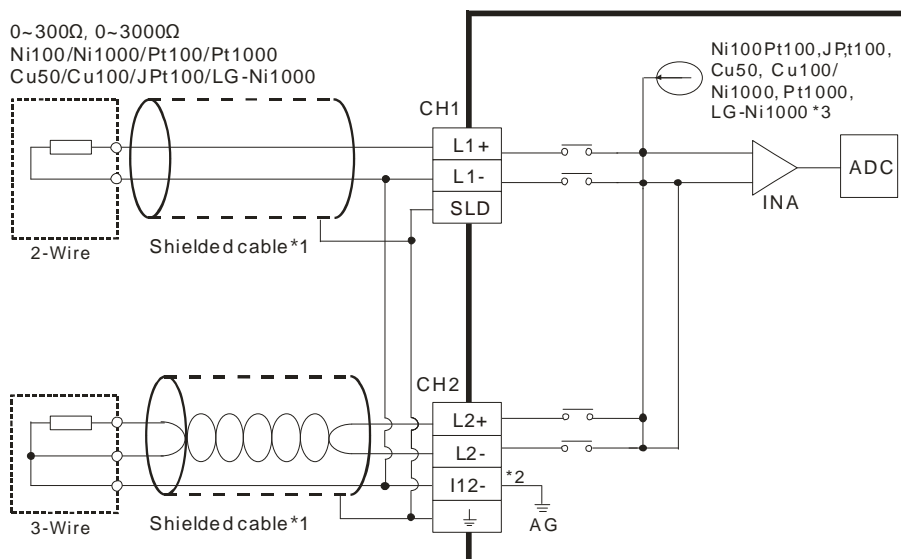 0~300Ω, 0~3000Ω
Ni100/Ni1000/Pt100/Pt1000
Cu50/Cu100/JPt100/LG-Ni1000
Ni100Pt100,JP,t100,
Cu50, Cu100/
Ni1000, Pt1000,
LG-Ni1000 *3
CH1
L1+
L1-
SLD
INA
ADC
2-Wire
Shielded cable*1
CH2
L2+
L2-
I12-
*2
AG
3-Wire
Shielded cable*1